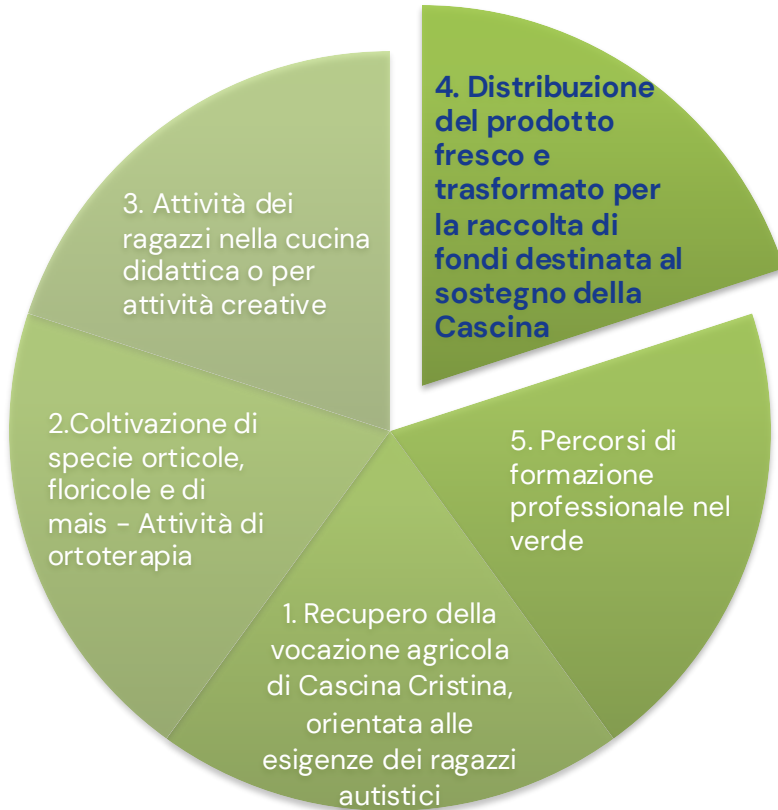 4. Distribuzione
del prodotto
fresco e
trasformato per
la raccolta di
fondi destinata al
sostegno della
Cascina
3. Attività dei
ragazzi nella cucina
didattica o per
attività creative
2.Coltivazione di
specie orticole,
floricole e di
mais - Attività di
ortoterapia
5. Percorsi di
formazione
professionale nel
verde
1. Recupero della
vocazione agricola
di Cascina Cristina,
orientata alle
esigenze dei ragazzi
autistici